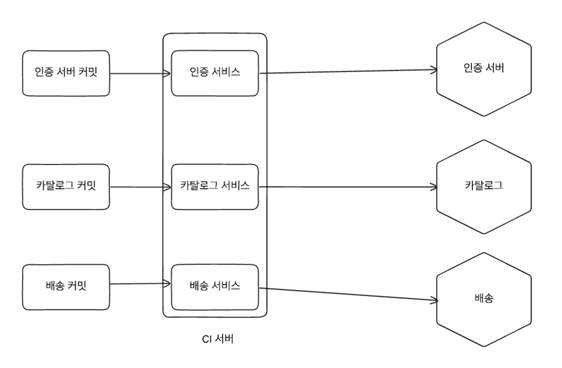 인증 서버 커밋
인증 서비스
인증 서버
카탈로그 커밋
카탈로그 서비스
카탈로그
배송 커밋
배송 서비스
배송
CI 서버